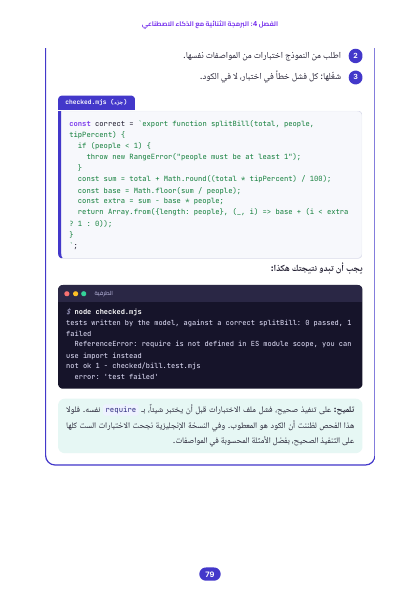 الفصل 4: البرمجة الثنائية مع الذكاء الاصطناعي
2 اطلب من النموذج اختبارات من المواصفات نفسها.
3 شغّلها: كل فشل خطأ في اختبار، لا في الكود.
checked.mjs (جزء)
const correct = `export function splitBill(total, people,
tipPercent) {
  if (people < 1) {
    throw new RangeError("people must be at least 1");
  }
  const sum = total + Math.round((total * tipPercent) / 100);
  const base = Math.floor(sum / people);
  const extra = sum - base * people;
  return Array.from({length: people}, (_, i) => base + (i < extra
? 1 : 0));
}
`;
يجب أن تبدو نتيجتك هكذا:
الطرفية
$ node checked.mjs
tests written by the model, against a correct splitBill: 0 passed, 1
failed
  ReferenceError: require is not defined in ES module scope, you can
use import instead
not ok 1 - checked/bill.test.mjs
  error: 'test failed'
تلميح: على تنفيذ صحيح، فشل ملف الاختبارات قبل أن يختبر شيئاً، بـ require نفسه. فلولا
هذا الفحص لظننت أن الكود هو المعطوب. وفي النسخة الإنجليزية نجحت الاختبارات الست كلها
على التنفيذ الصحيح، بفضل الأمثلة المحسوبة في المواصفات.
79